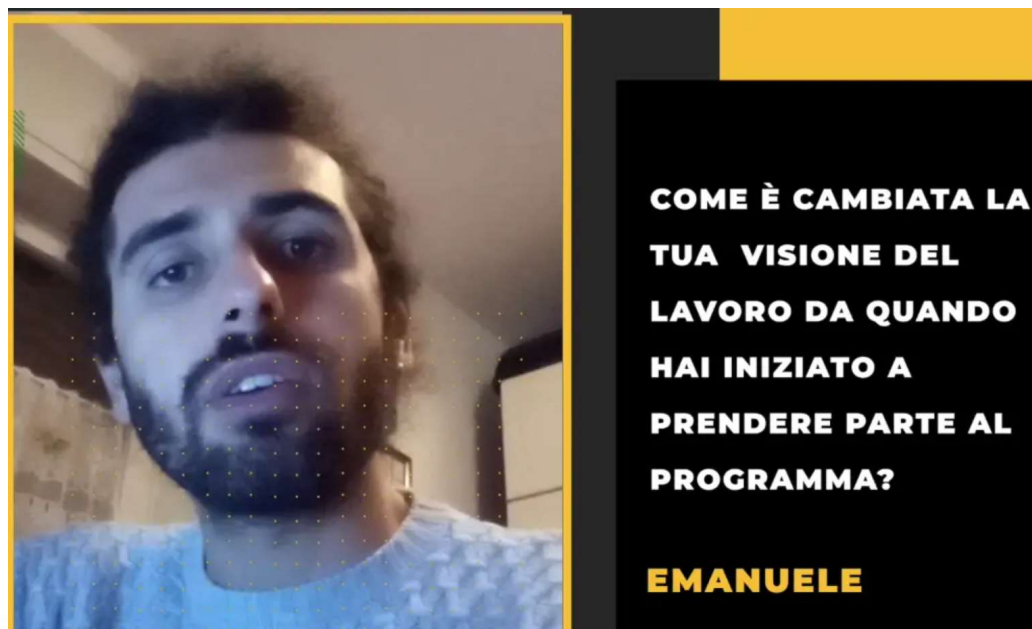 COME È CAMBIATA LA
TUA VISIONE DEL
LAVORO DA QUANDO
HAI INIZIATO A
PRENDERE PARTE AL
PROGRAMMA?
EMANUELE